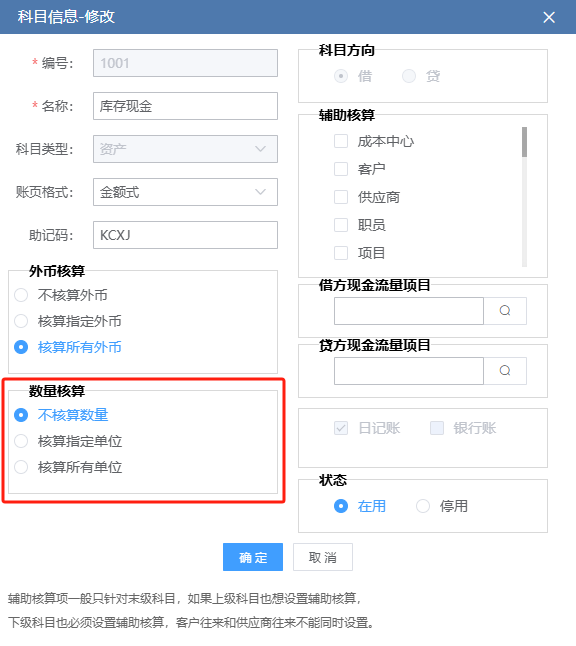 科目信息-修改
* 编号： 1001
* 名称： 库存现金
科目类型： 资产
账页格式： 金额式
助记码： KCXJ
外币核算
不核算外币
核算指定外币
核算所有外币
数量核算
不核算数量
核算指定单位
核算所有单位
科目方向
借 贷
辅助核算
成本中心
客户
供应商
职员
项目
借方现金流量项目
贷方现金流量项目
日记账 银行账
状态
在用 停用
确 定 取 消
辅助核算项一般只针对末级科目，如果上级科目也想设置辅助核算，
下级科目也必须设置辅助核算，客户往来和供应商往来不能同时设置。